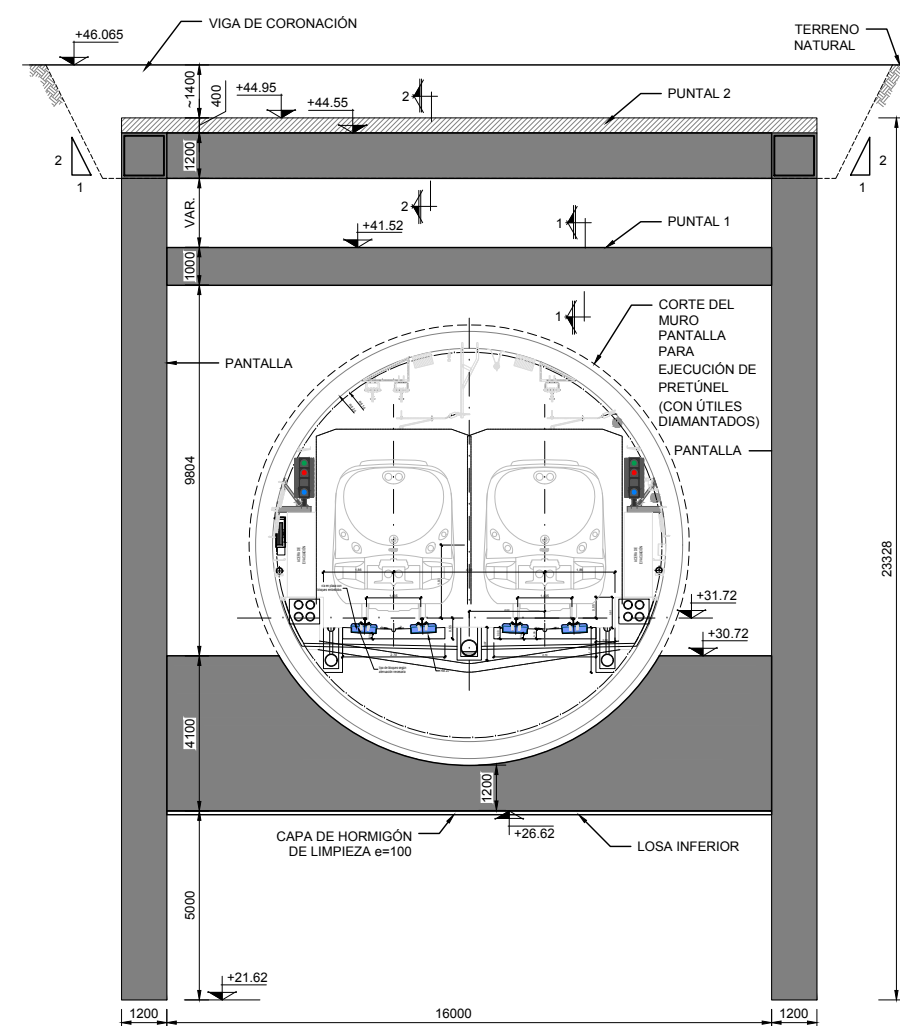 VIGA DE CORONACIÓN
+46.065
TERRENO
NATURAL
~1400
400
+44.95
+44.55
2
PUNTAL 2
1200
2
1
2
1
VAR.
2
1
PUNTAL 1
+41.52
1000
1
CORTE DEL
MURO
PANTALLA
PARA
EJECUCIÓN DE
PRETÚNEL
(CON ÚTILES
DIAMANTADOS)
PANTALLA
PANTALLA
9804
23328
+31.72
+30.72
4100
1200
CAPA DE HORMIGÓN
DE LIMPIEZA e=100
+26.62
LOSA INFERIOR
5000
+21.62
1200
16000
1200